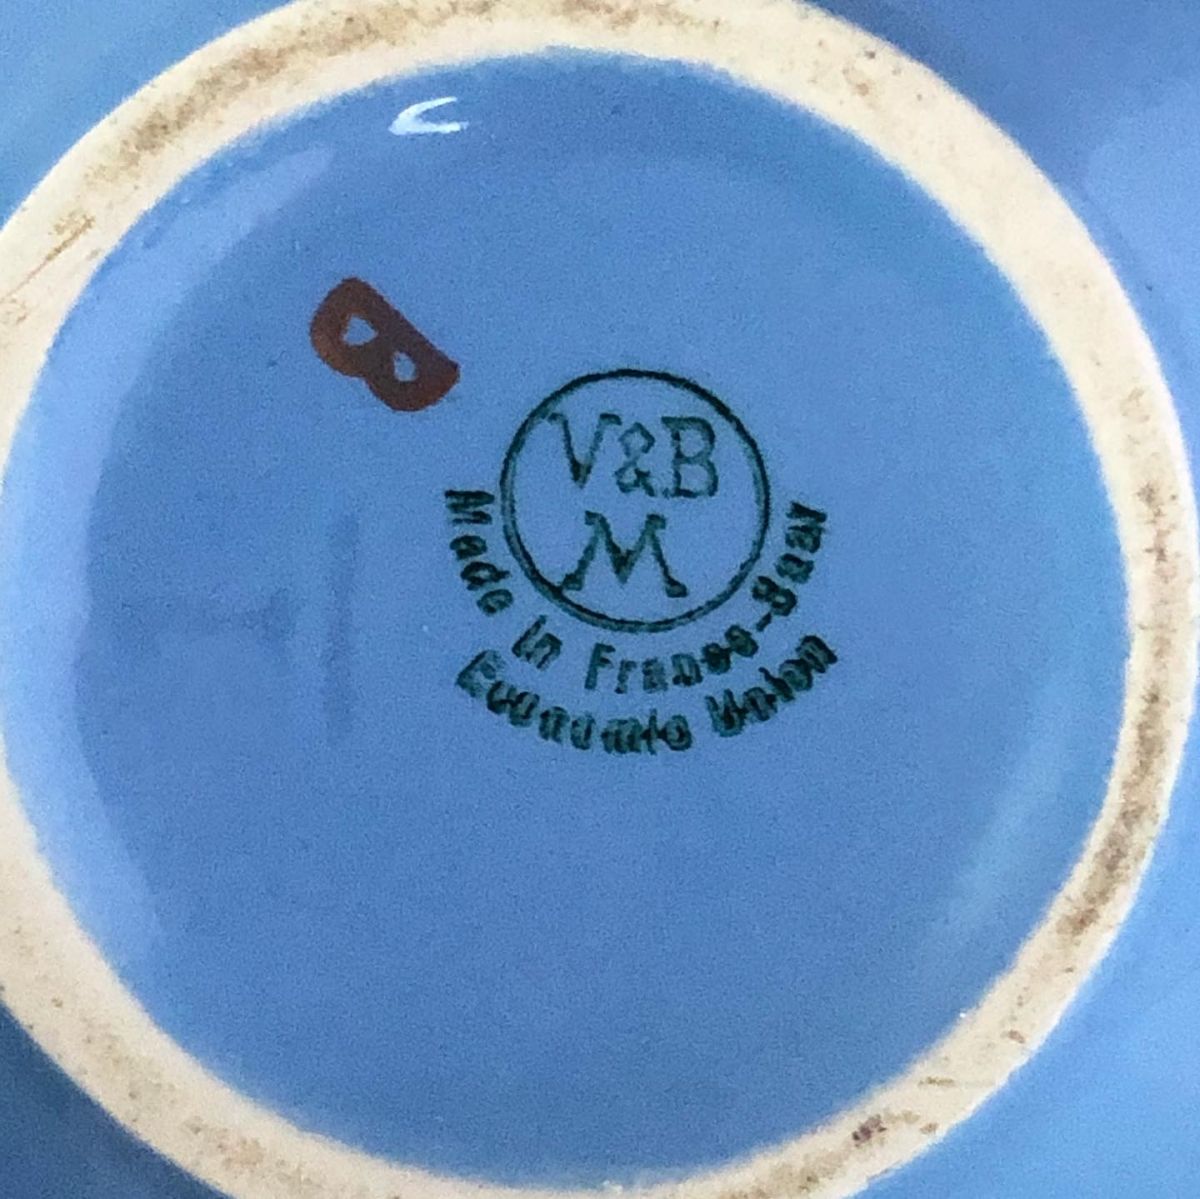 B
V&B
M
Made in France-Saar
Economic Union